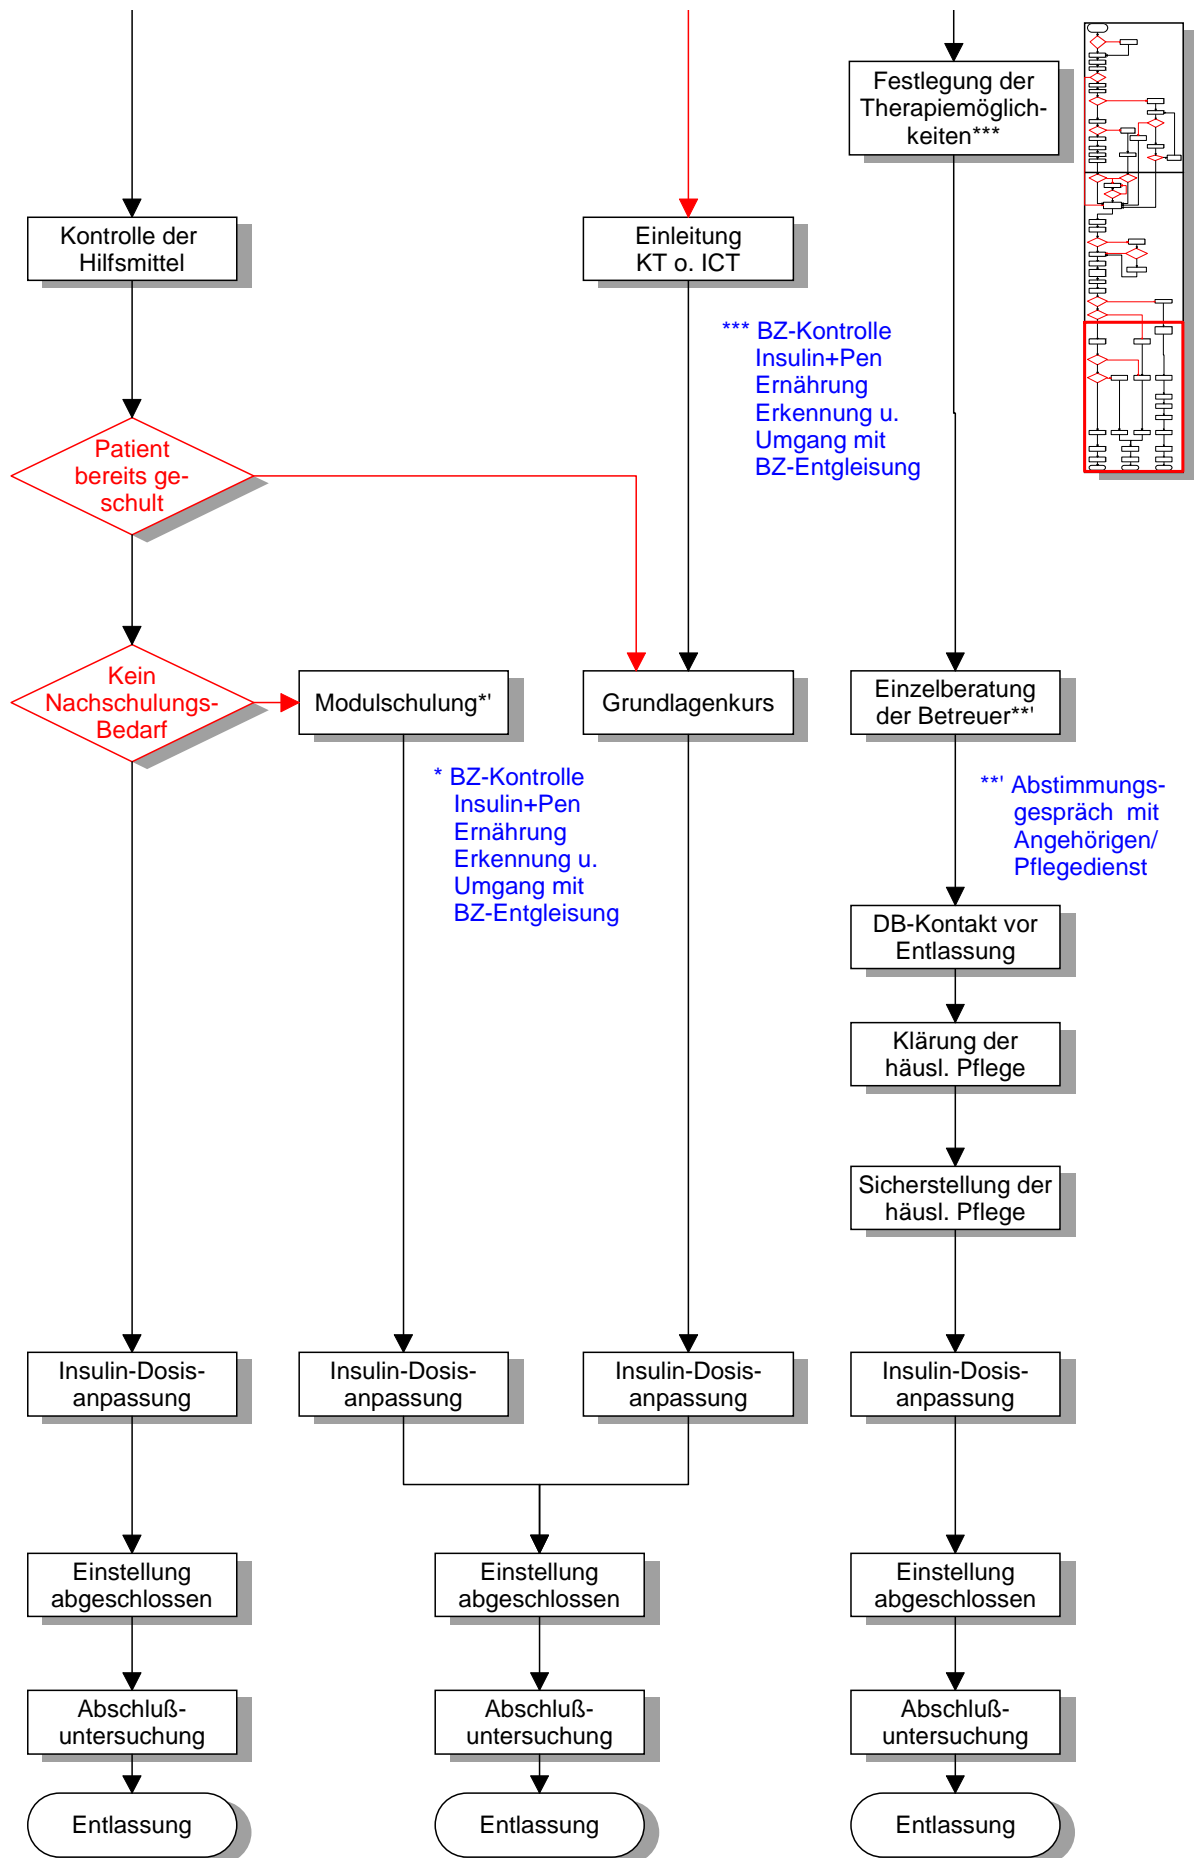 Festlegung der
Therapiemöglich-
keiten***
Kontrolle der
Hilfsmittel
Einleitung
KT o. ICT
*** BZ-Kontrolle
Insulin+Pen
Ernährung
Erkennung u.
Umgang mit
BZ-Entgleisung
Patient
bereits ge-
schult
Kein
Nachschulungs-
Bedarf
Modulschulung*'
Grundlagenkurs
Einzelberatung
der Betreuer**'
* BZ-Kontrolle
Insulin+Pen
Ernährung
Erkennung u.
Umgang mit
BZ-Entgleisung
**' Abstimmungs-
gespräch  mit
Angehörigen/
Pflegedienst
DB-Kontakt vor
Entlassung
Klärung der
häusl. Pflege
Sicherstellung der
häusl. Pflege
Insulin-Dosis-
anpassung
Insulin-Dosis-
anpassung
Insulin-Dosis-
anpassung
Insulin-Dosis-
anpassung
Einstellung
abgeschlossen
Einstellung
abgeschlossen
Einstellung
abgeschlossen
Abschluß-
untersuchung
Abschluß-
untersuchung
Abschluß-
untersuchung
Entlassung
Entlassung
Entlassung